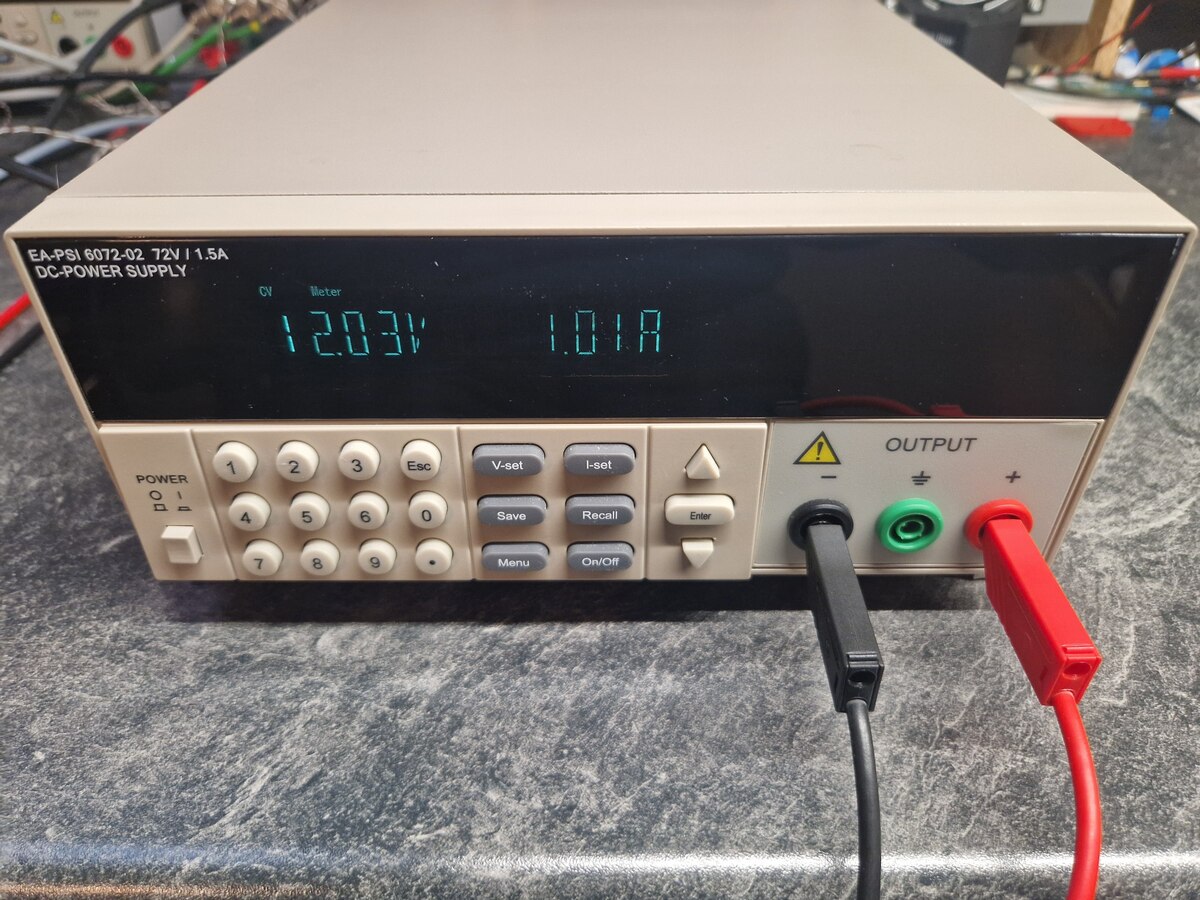 EA-PSI 6072-02 72V / 1.5A
DC-POWER SUPPLY
CV Meter
12.03V 1.01A
POWER
O I
1 2 3 Esc
4 5 6 0
7 8 9 •
V-set I-set
Save Recall
Menu On/Off
Enter
OUTPUT
− +